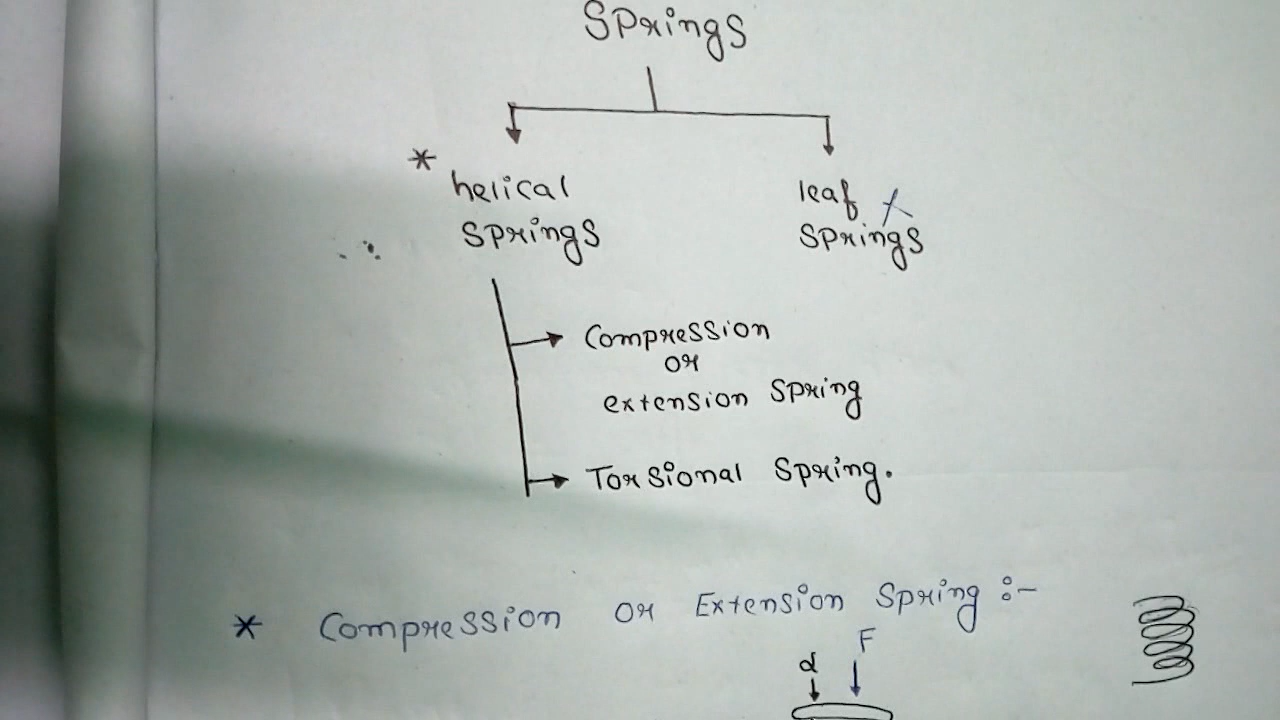 Springs
* helical
springs
leaf X
springs
Compression
or
extension spring
Torsional spring.
* Compression or Extension Spring :-
F
d